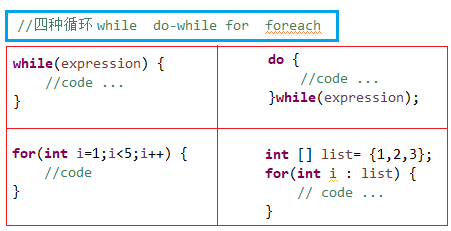 //四种循环 while do-while for foreach
while(expression) {
//code ...
}
do {
//code ...
}while(expression);
for(int i=1;i<5;i++) {
//code
}
int [] list= {1,2,3};
for(int i : list) {
// code ...
}